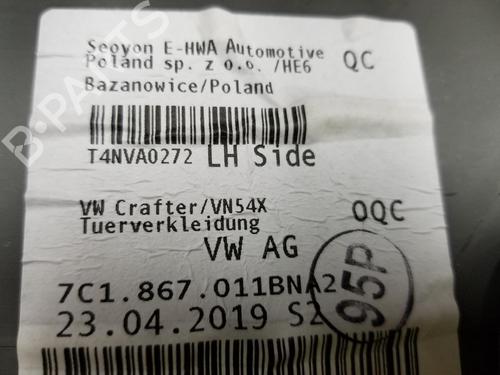 Seoyon E-HWA Automotive
Poland sp. z o.o. /HE6 QC
Bazanowice/Poland
T4NVA0272 LH Side
VW Crafter/VN54X OQC
Tuerverkleidung
VW AG
7C1.867.011BNA2
23.04.2019 S2
95P
B-PARTS